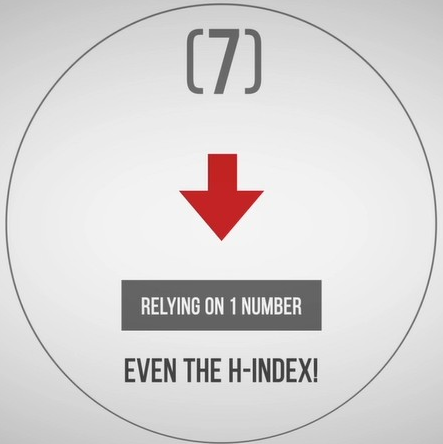 (7)
RELYING ON 1 NUMBER
EVEN THE H-INDEX!